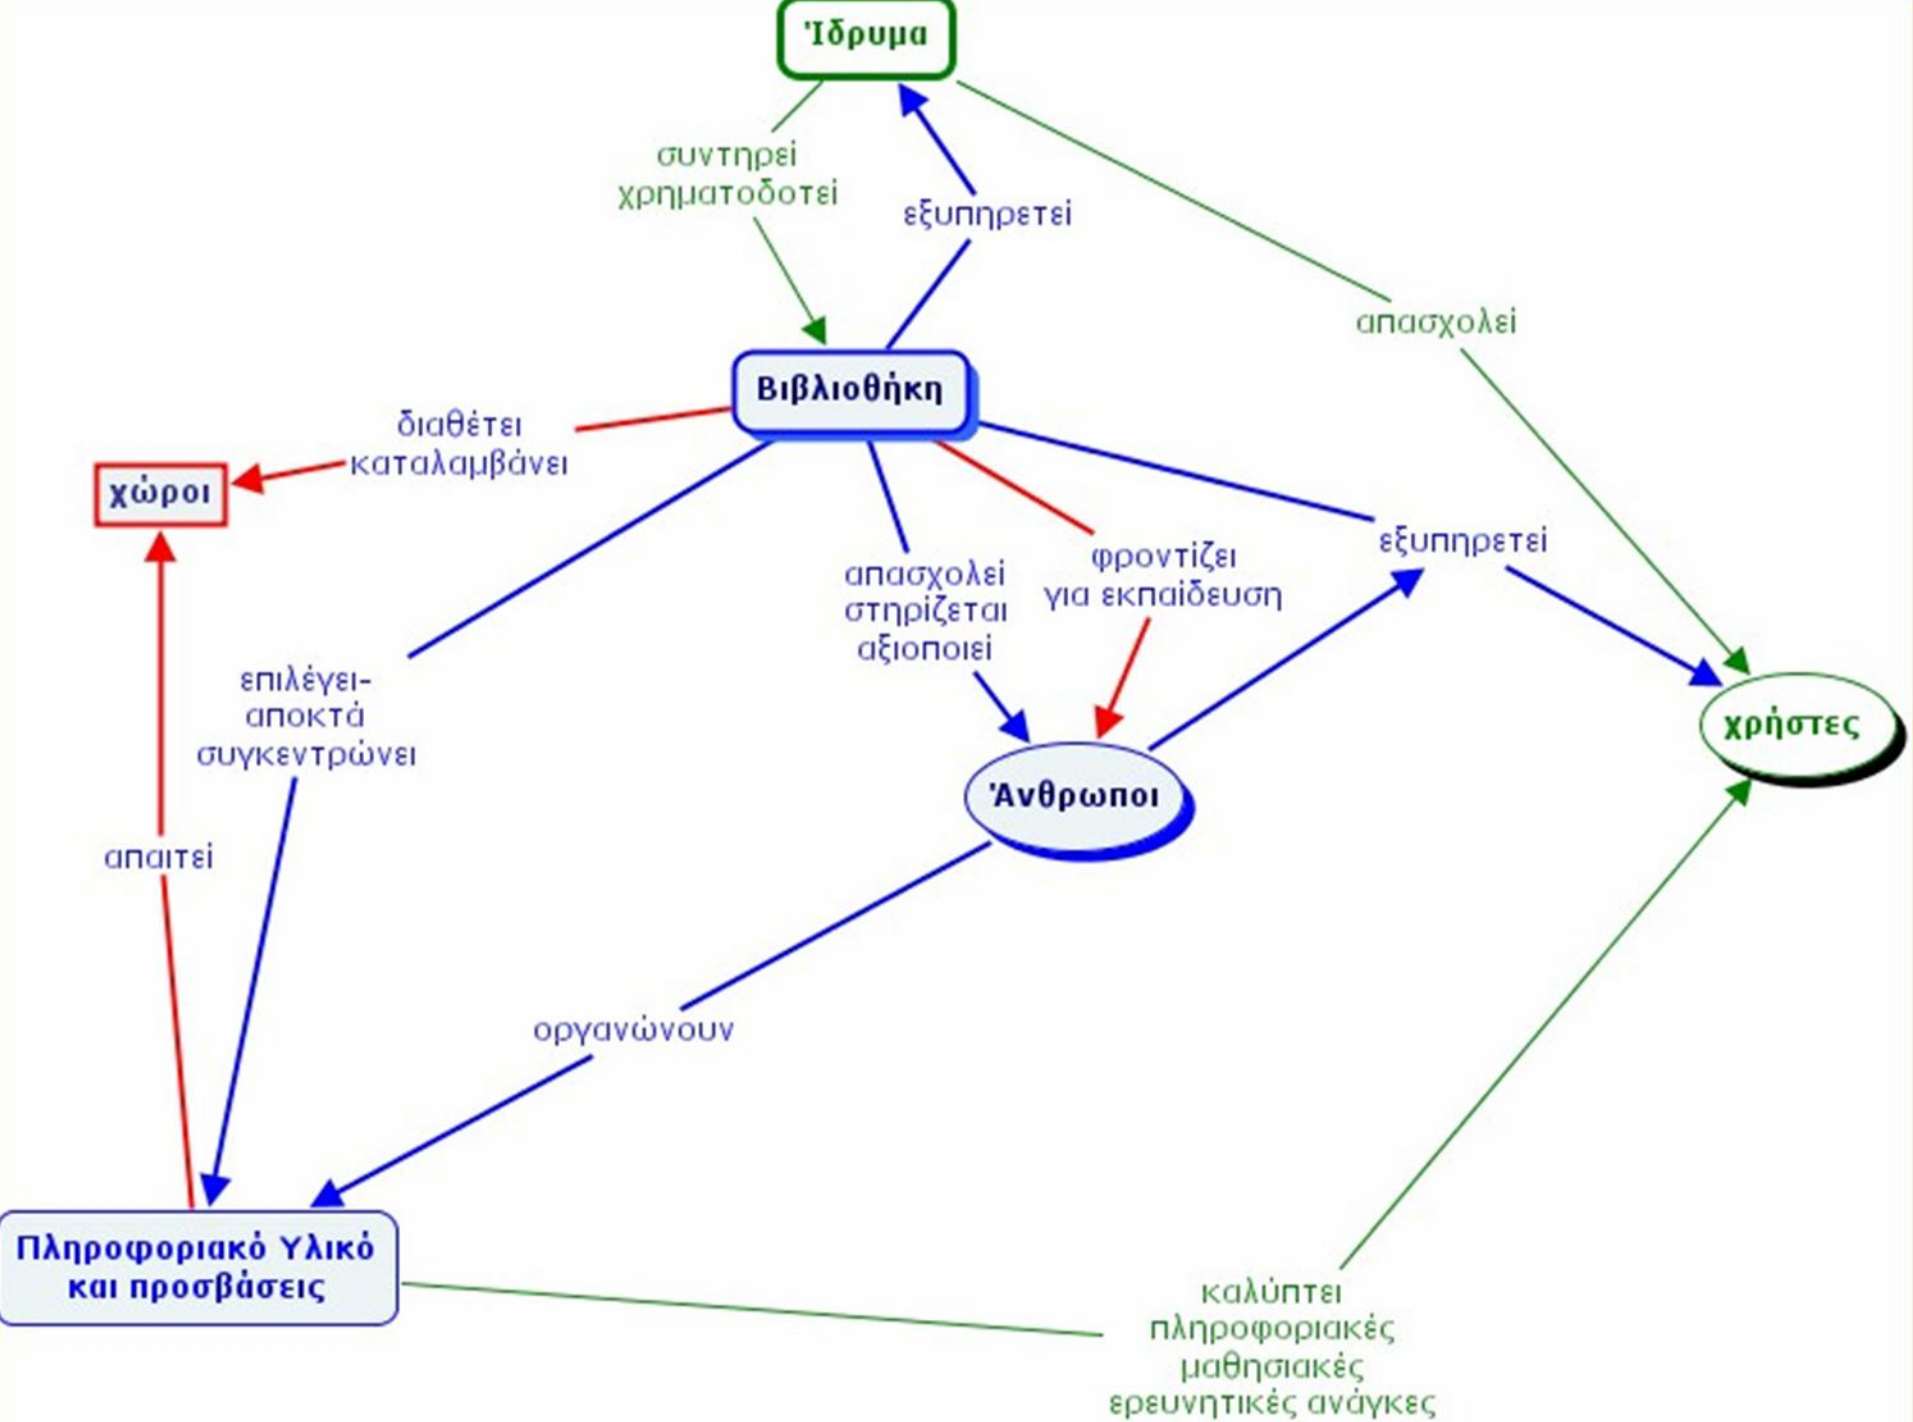 Ίδρυμα
συντηρεί
χρηματοδοτεί
εξυπηρετεί
απασχολεί
Βιβλιοθήκη
διαθέτει
καταλαμβάνει
χώροι
εξυπηρετεί
φροντίζει
για εκπαίδευση
απασχολεί
στηρίζεται
αξιοποιεί
επιλέγει-
αποκτά
συγκεντρώνει
χρήστες
Άνθρωποι
απαιτεί
οργανώνουν
Πληροφοριακό Υλικό
και προσβάσεις
καλύπτει
πληροφοριακές
μαθησιακές
ερευνητικές ανάγκες